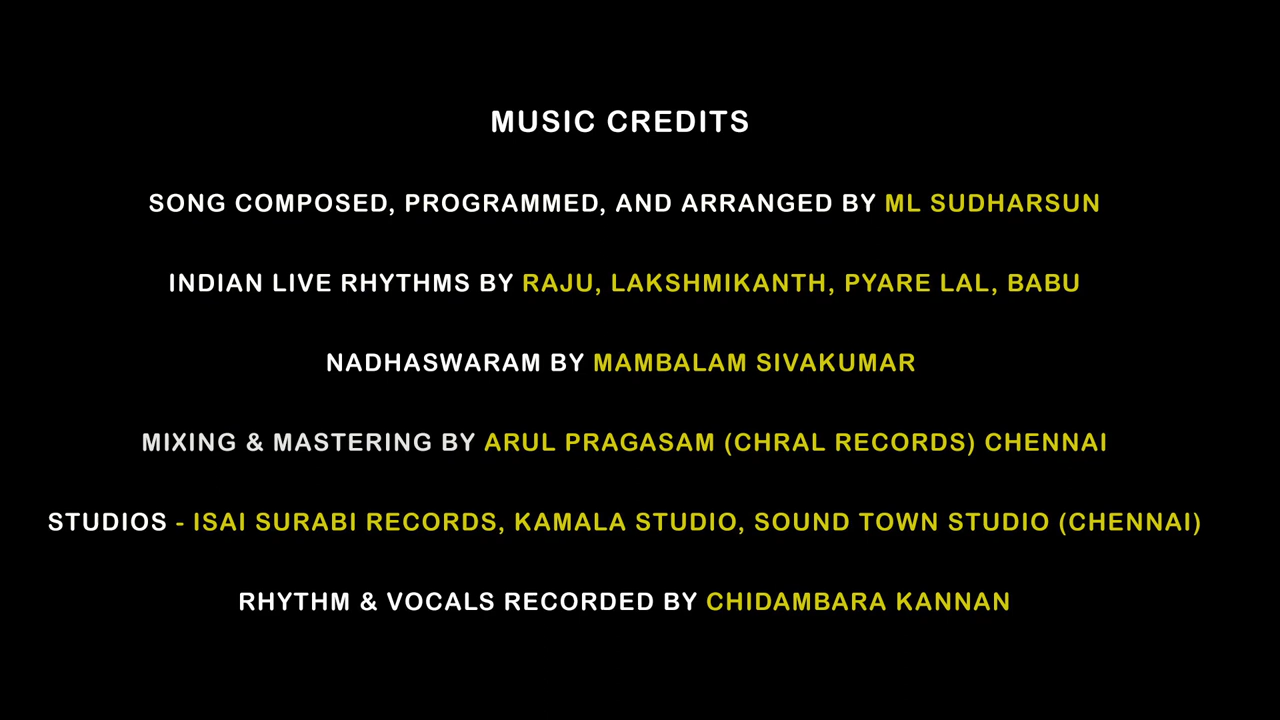 MUSIC CREDITS
SONG COMPOSED, PROGRAMMED, AND ARRANGED BY ML SUDHARSUN
INDIAN LIVE RHYTHMS BY RAJU, LAKSHMIKANTH, PYARE LAL, BABU
NADHASWARAM BY MAMBALAM SIVAKUMAR
MIXING & MASTERING BY ARUL PRAGASAM (CHRAL RECORDS) CHENNAI
STUDIOS - ISAI SURABI RECORDS, KAMALA STUDIO, SOUND TOWN STUDIO (CHENNAI)
RHYTHM & VOCALS RECORDED BY CHIDAMBARA KANNAN